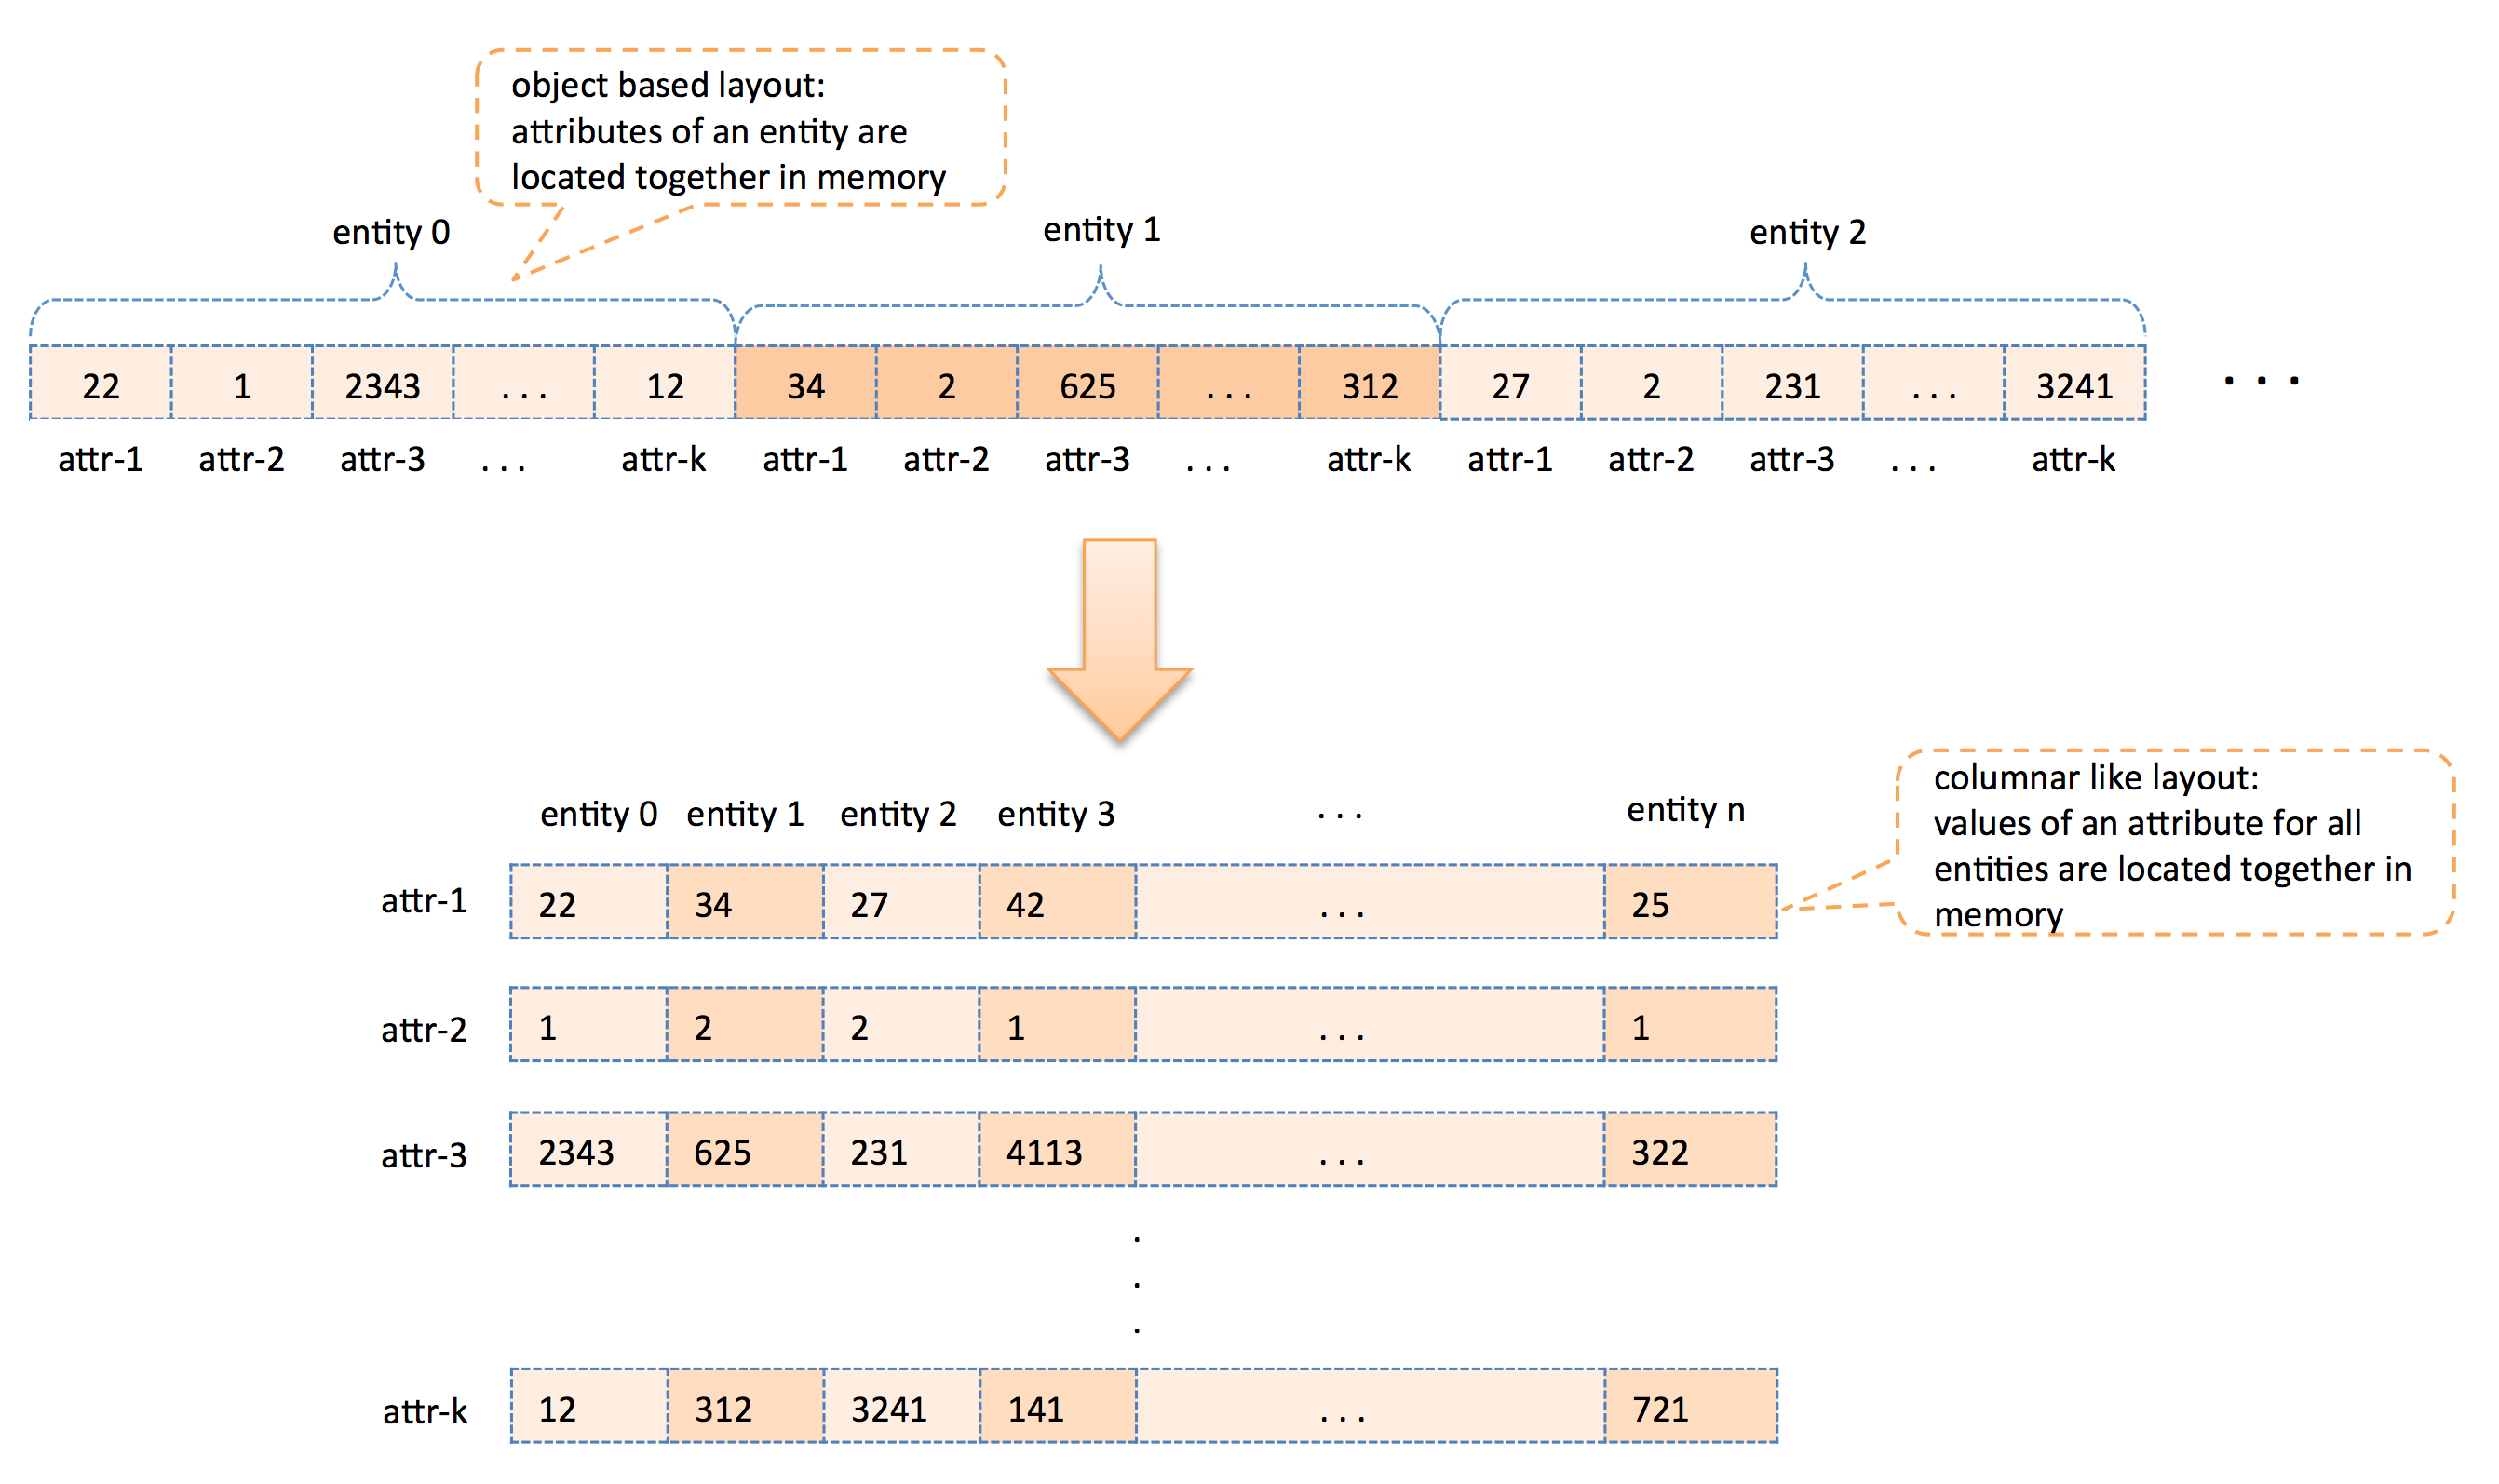 object based layout:
attributes of an entity are
located together in memory
entity 0 entity 1 entity 2
22 1 2343 . . . 12 34 2 625 . . . 312 27 2 231 . . . 3241 . . .
attr-1 attr-2 attr-3 . . . attr-k attr-1 attr-2 attr-3 . . . attr-k attr-1 attr-2 attr-3 . . . attr-k
columnar like layout:
values of an attribute for all
entities are located together in
memory
entity 0 entity 1 entity 2 entity 3 . . . entity n
attr-1 22 34 27 42 . . . 25
attr-2 1 2 2 1 . . . 1
attr-3 2343 625 231 4113 . . . 322
.
.
.
attr-k 12 312 3241 141 . . . 721